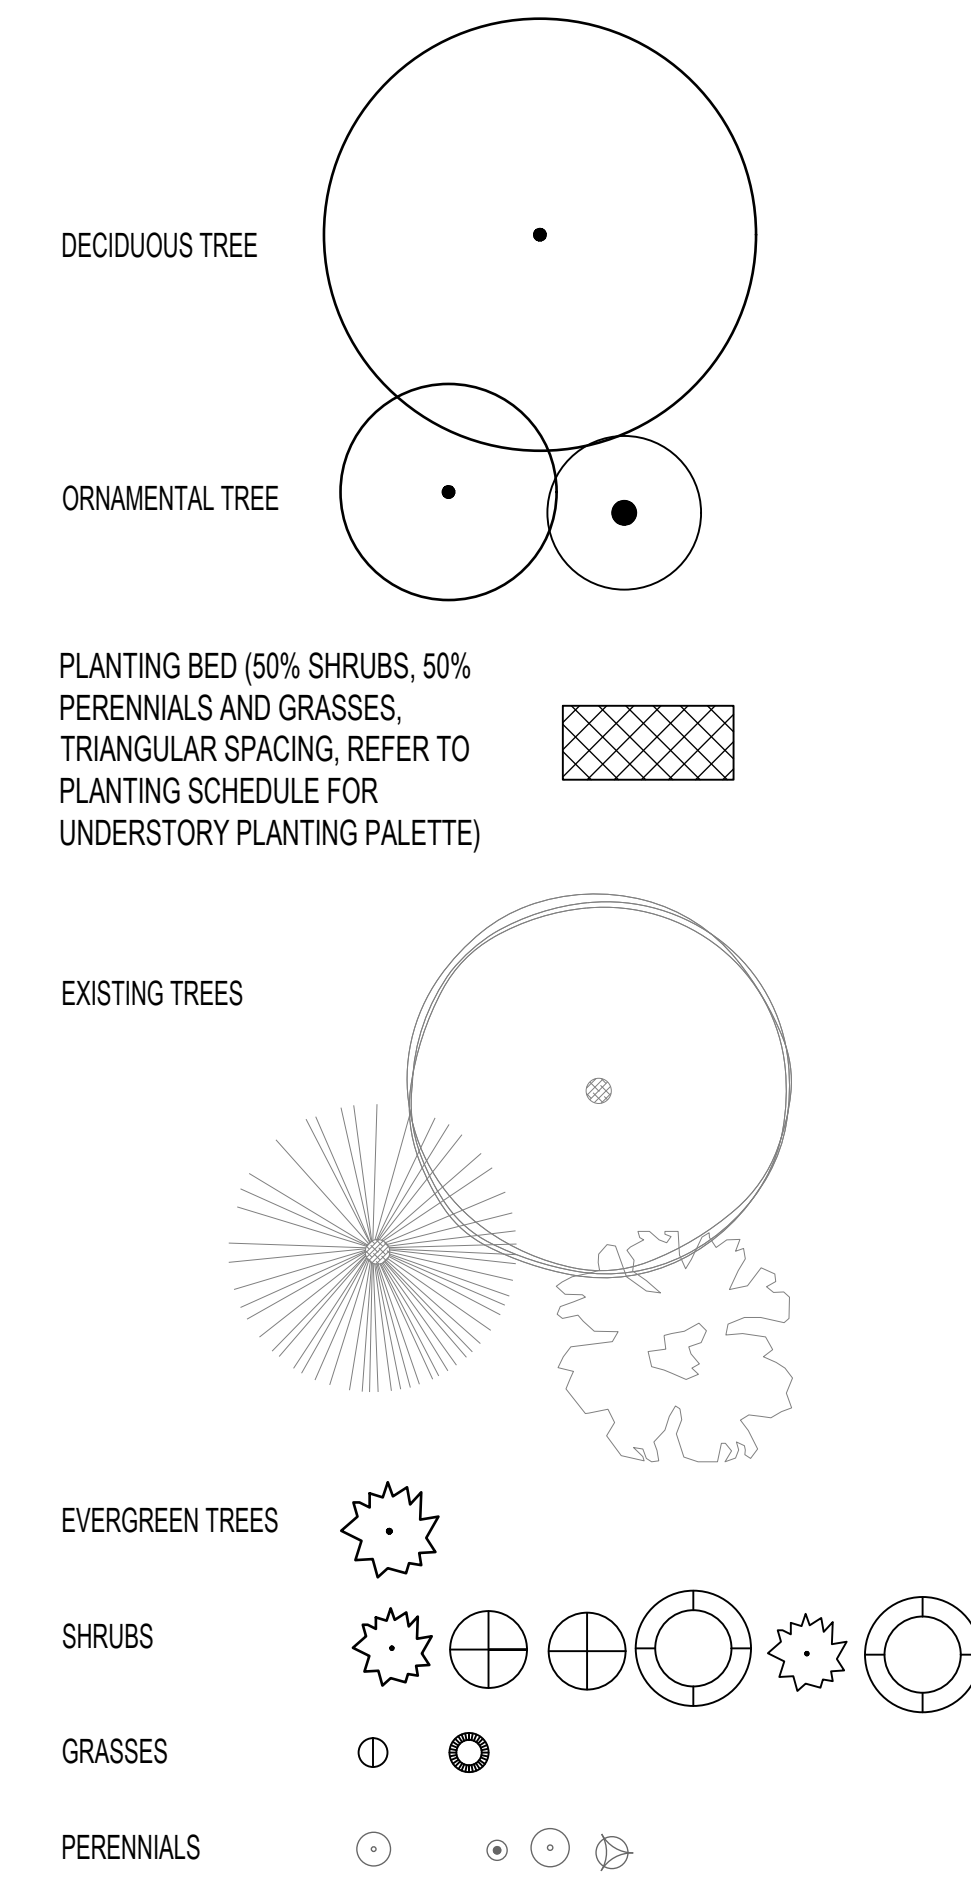 DECIDUOUS TREE
ORNAMENTAL TREE
PLANTING BED (50% SHRUBS, 50%
PERENNIALS AND GRASSES,
TRIANGULAR SPACING, REFER TO
PLANTING SCHEDULE FOR
UNDERSTORY PLANTING PALETTE)
EXISTING TREES
EVERGREEN TREES
SHRUBS
GRASSES
PERENNIALS